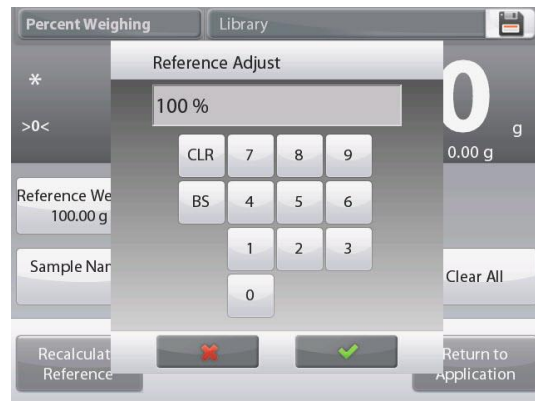 Percent Weighing
Library
Reference Adjust
100 %
*
>0<
0
g
0.00 g
CLR 7 8 9
BS 4 5 6
1 2 3
0
Reference We
100.00 g
Sample Nar
Clear All
Recalculat
Reference
Return to
Application